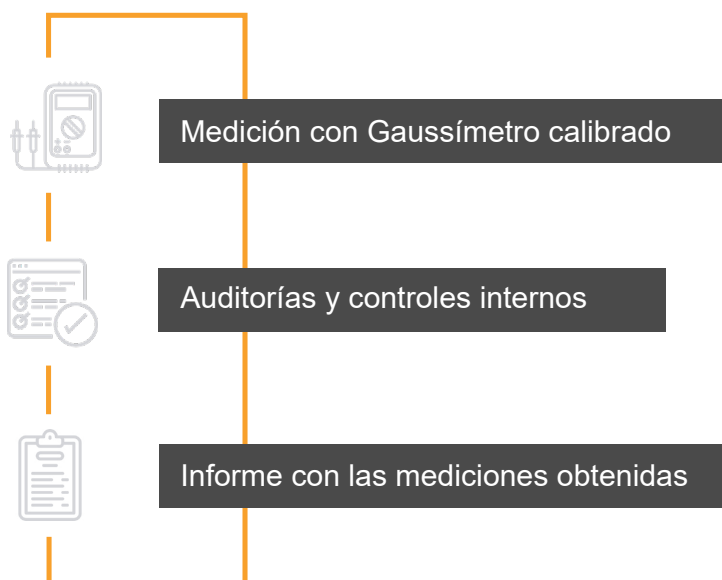 Medición con Gaussímetro calibrado
Auditorías y controles internos
Informe con las mediciones obtenidas